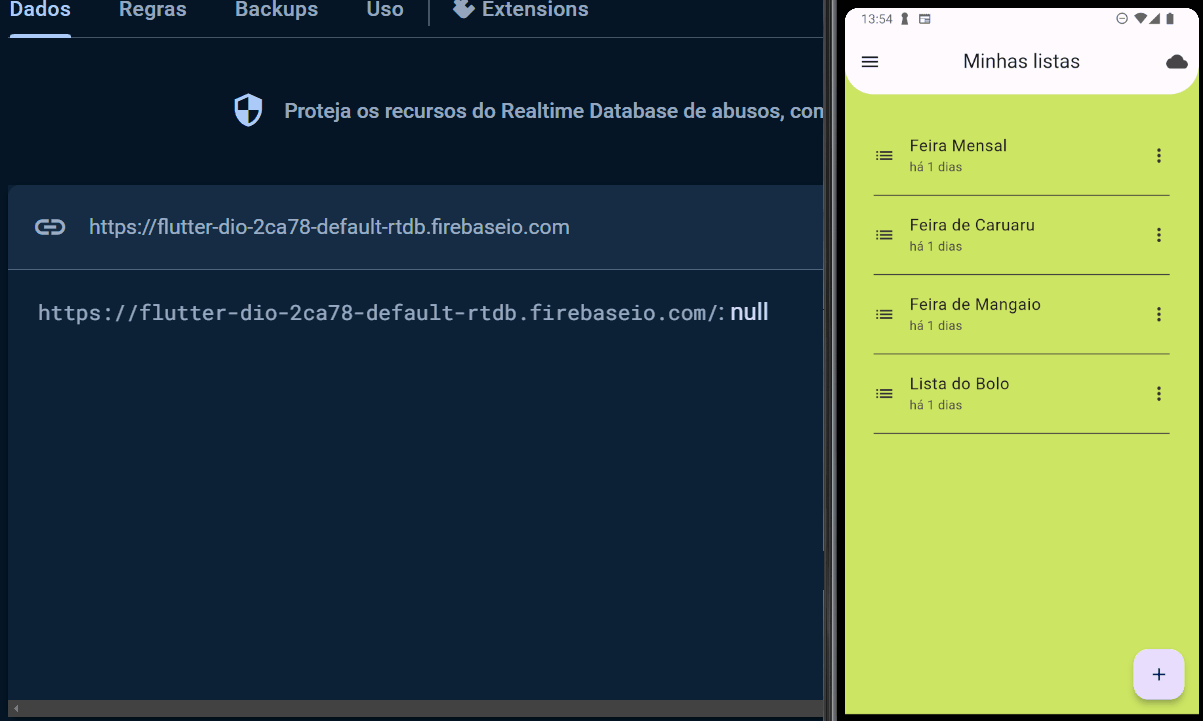 Dados Regras Backups Uso Extensions
Proteja os recursos do Realtime Database de abusos, con
https://flutter-dio-2ca78-default-rtdb.firebaseio.com
https://flutter-dio-2ca78-default-rtdb.firebaseio.com/: null
13:54
Minhas listas
Feira Mensal
há 1 dias
Feira de Caruaru
há 1 dias
Feira de Mangaio
há 1 dias
Lista do Bolo
há 1 dias
+